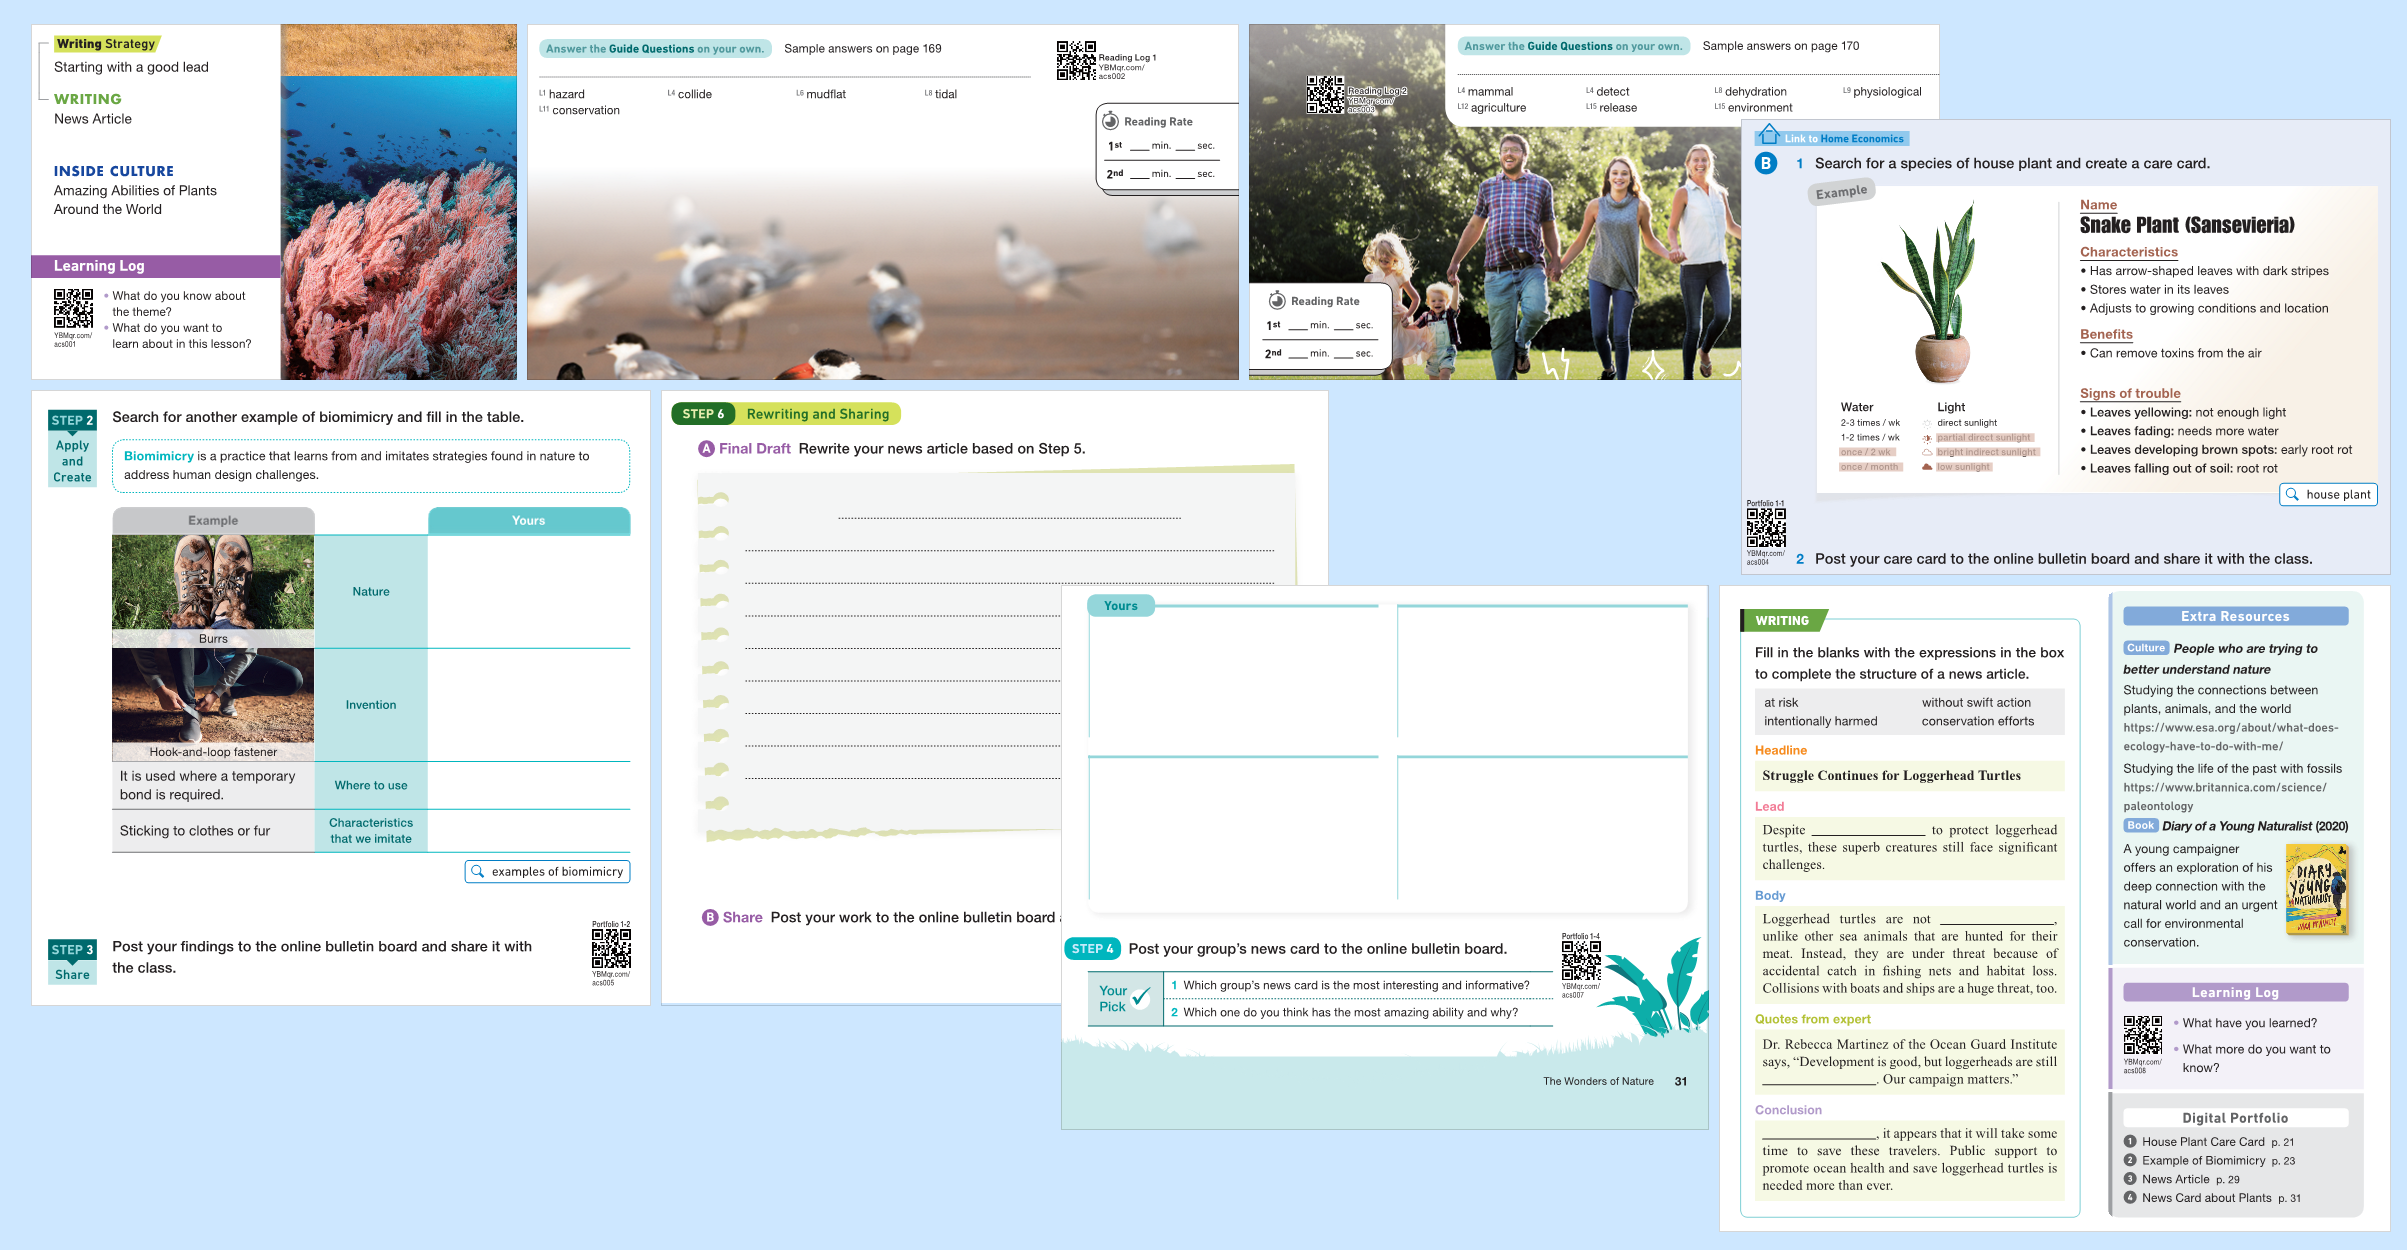 Writing Strategy
Starting with a good lead
WRITING
News Article
INSIDE CULTURE
Amazing Abilities of Plants
Around the World
Learning Log
YBMqr.com/
acs001
• What do you know about
the theme?
• What do you want to
learn about in this lesson?
Answer the Guide Questions on your own. Sample answers on page 169
Reading Log 1
YBMqr.com/
acs002
L1 hazard L4 collide L6 mudflat L8 tidal
L11 conservation
Reading Rate
1st ___ min. ___ sec.
2nd ___ min. ___ sec.
Answer the Guide Questions on your own. Sample answers on page 170
Reading Log 2
YBMqr.com/
acs003
L4 mammal L4 detect L8 dehydration L9 physiological
L12 agriculture L15 release L15 environment
Reading Rate
1st ___ min. ___ sec.
2nd ___ min. ___ sec.
Link to Home Economics
B 1 Search for a species of house plant and create a care card.
Example
Name
Snake Plant (Sansevieria)
Characteristics
• Has arrow-shaped leaves with dark stripes
• Stores water in its leaves
• Adjusts to growing conditions and location
Benefits
• Can remove toxins from the air
Signs of trouble
• Leaves yellowing: not enough light
• Leaves fading: needs more water
• Leaves developing brown spots: early root rot
• Leaves falling out of soil: root rot
Water Light
2-3 times / wk direct sunlight
1-2 times / wk partial direct sunlight
once / 2 wk bright indirect sunlight
once / month low sunlight
house plant
Portfolio 1-1
YBMqr.com/
acs004
2 Post your care card to the online bulletin board and share it with the class.
STEP 2
Apply
and
Create
Search for another example of biomimicry and fill in the table.
Biomimicry is a practice that learns from and imitates strategies found in nature to
address human design challenges.
Example Yours
Burrs
Nature
Hook-and-loop fastener
Invention
It is used where a temporary
bond is required.
Where to use
Sticking to clothes or fur
Characteristics
that we imitate
examples of biomimicry
STEP 3
Share
Post your findings to the online bulletin board and share it with
the class.
Portfolio 1-2
YBMqr.com/
acs005
STEP 6 Rewriting and Sharing
A Final Draft Rewrite your news article based on Step 5.
B Share Post your work to the online bulletin board
Yours
STEP 4 Post your group's news card to the online bulletin board.
Portfolio 1-4
YBMqr.com/
acs007
Your
Pick
1 Which group's news card is the most interesting and informative?
2 Which one do you think has the most amazing ability and why?
The Wonders of Nature 31
WRITING
Fill in the blanks with the expressions in the box
to complete the structure of a news article.
at risk without swift action
intentionally harmed conservation efforts
Headline
Struggle Continues for Loggerhead Turtles
Lead
Despite ________________ to protect loggerhead
turtles, these superb creatures still face significant
challenges.
Body
Loggerhead turtles are not ________________,
unlike other sea animals that are hunted for their
meat. Instead, they are under threat because of
accidental catch in fishing nets and habitat loss.
Collisions with boats and ships are a huge threat, too.
Quotes from expert
Dr. Rebecca Martinez of the Ocean Guard Institute
says, “Development is good, but loggerheads are still
________________. Our campaign matters.”
Conclusion
________________, it appears that it will take some
time to save these travelers. Public support to
promote ocean health and save loggerhead turtles is
needed more than ever.
Extra Resources
Culture People who are trying to
better understand nature
Studying the connections between
plants, animals, and the world
https://www.esa.org/about/what-does-
ecology-have-to-do-with-me/
Studying the life of the past with fossils
https://www.britannica.com/science/
paleontology
Book Diary of a Young Naturalist (2020)
A young campaigner
offers an exploration of his
deep connection with the
natural world and an urgent
call for environmental
conservation.
DIARY
YOUNG
NATURALIST
Learning Log
YBMqr.com/
acs008
• What have you learned?
• What more do you want to
know?
Digital Portfolio
1 House Plant Care Card p. 21
2 Example of Biomimicry p. 23
3 News Article p. 29
4 News Card about Plants p. 31